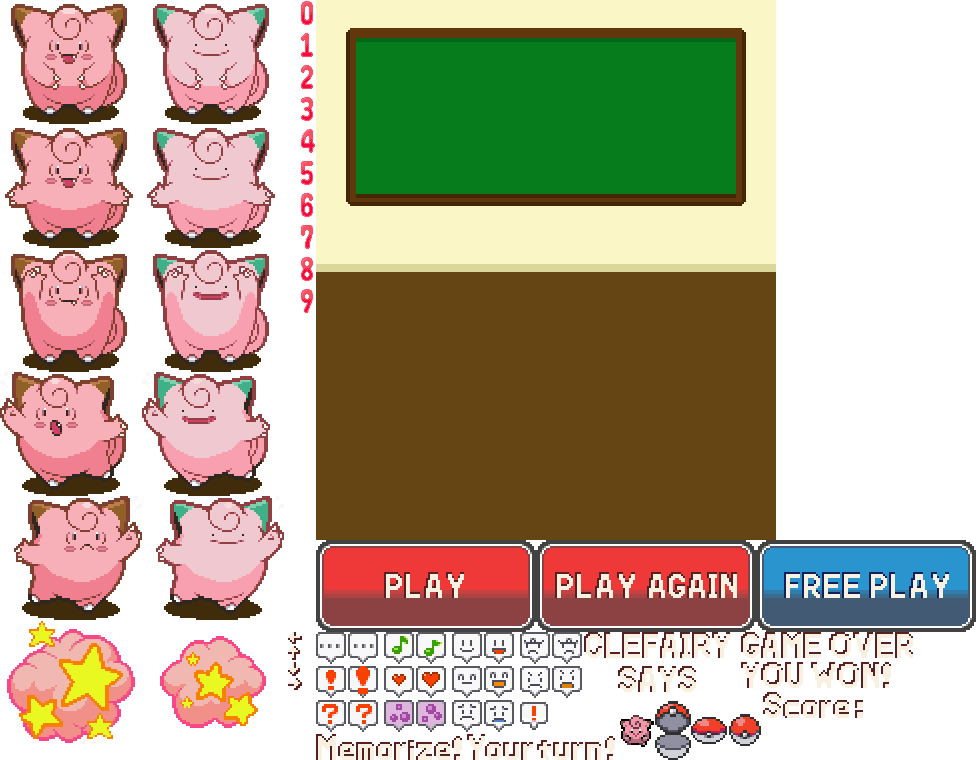 0
1
2
3
4
5
6
7
8
9
PLAY
PLAY AGAIN
FREE PLAY
CLEFAIRY
SAYS
GAME OVER
YOU WON!
Score:
Memorize! Your turn!